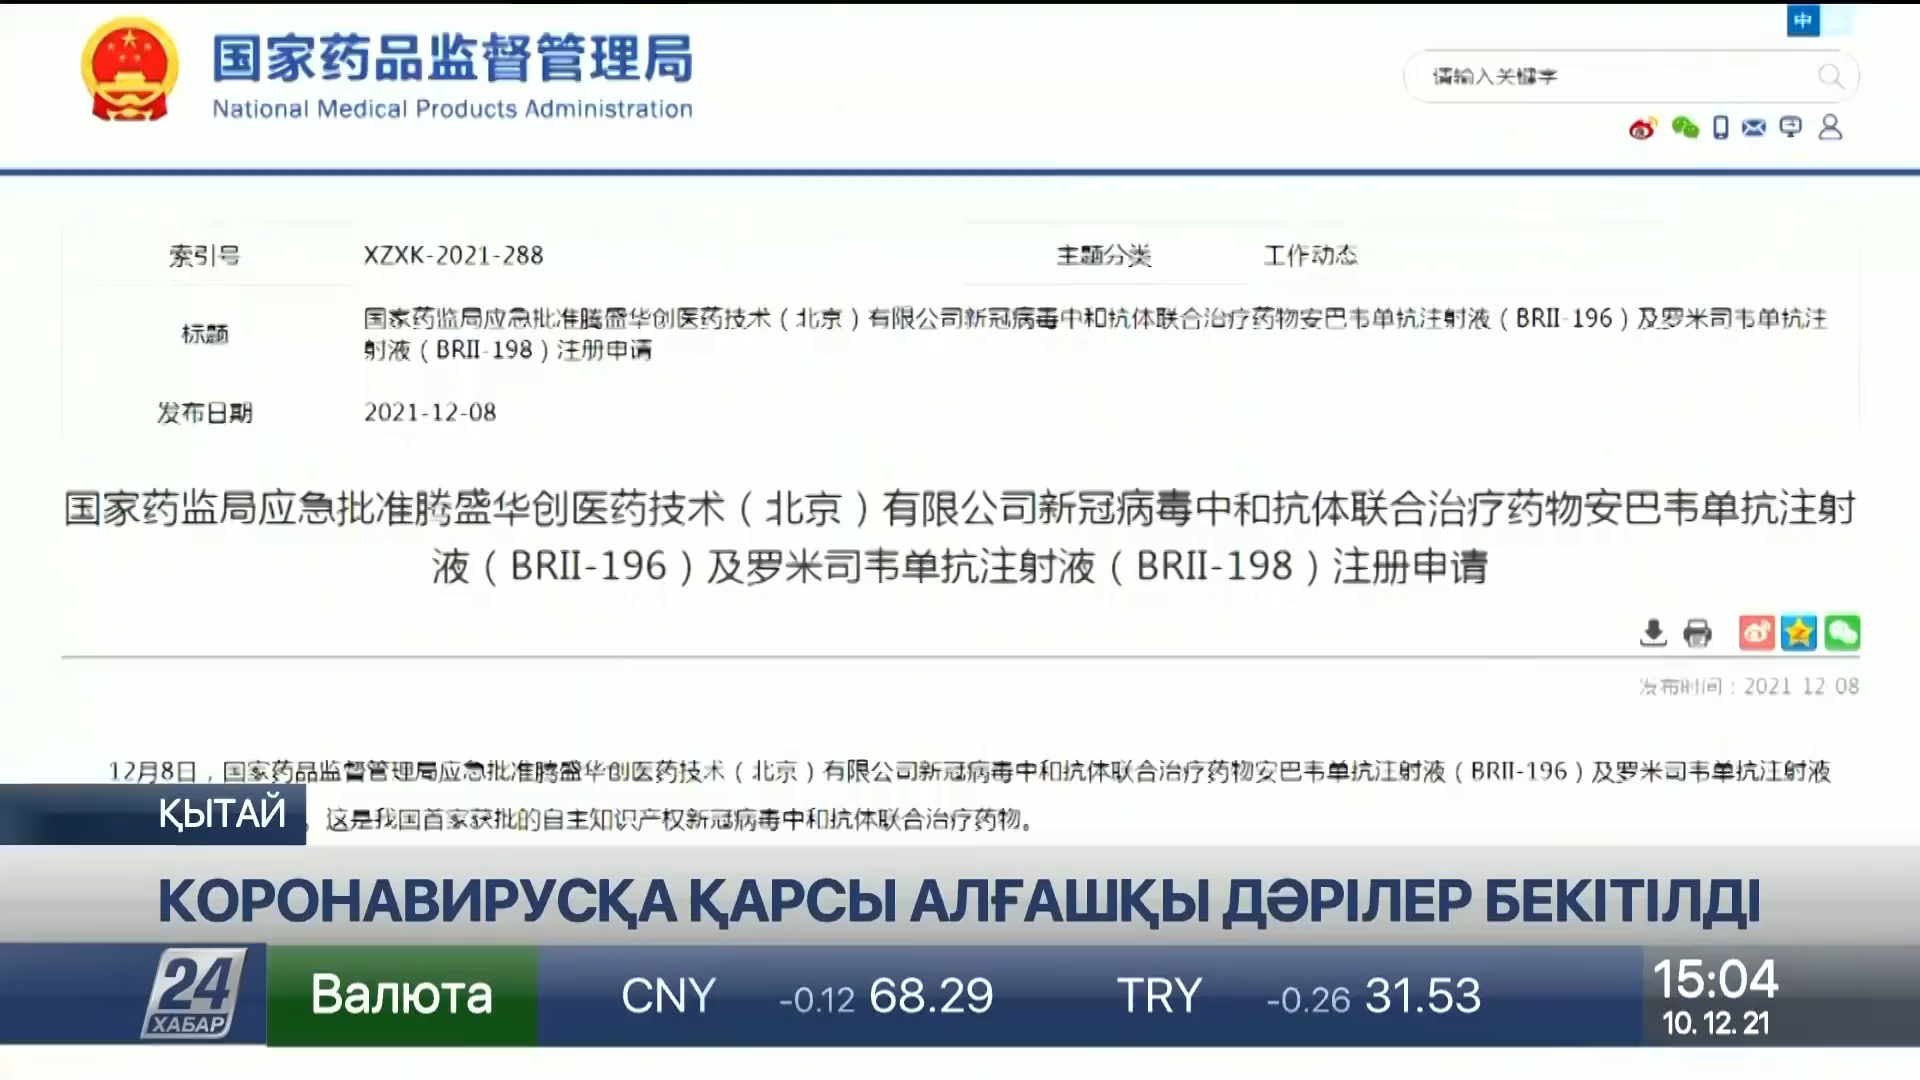 中
国家药品监督管理局
National Medical Products Administration
请输入关键字
索引号 XZXK-2021-288 主题分类 工作动态
标题 国家药监局应急批准腾盛华创医药技术（北京）有限公司新冠病毒中和抗体联合治疗药物安巴韦单抗注射液（BRII-196）及罗米司韦单抗注
射液（BRII-198）注册申请
发布日期 2021-12-08
国家药监局应急批准腾盛华创医药技术（北京）有限公司新冠病毒中和抗体联合治疗药物安巴韦单抗注射
液（BRII-196）及罗米司韦单抗注射液（BRII-198）注册申请
发布时间：2021-12-08
12月8日，国家药品监督管理局应急批准腾盛华创医药技术（北京）有限公司新冠病毒中和抗体联合治疗药物安巴韦单抗注射液（BRII-196）及罗米司韦单抗注射液
。这是我国首家获批的自主知识产权新冠病毒中和抗体联合治疗药物。
ҚЫТАЙ
КОРОНАВИРУСҚА ҚАРСЫ АЛҒАШҚЫ ДӘРІЛЕР БЕКІТІЛДІ
24
ХАБАР
Валюта CNY -0.12 68.29 TRY -0.26 31.53
15:04
10.12.21